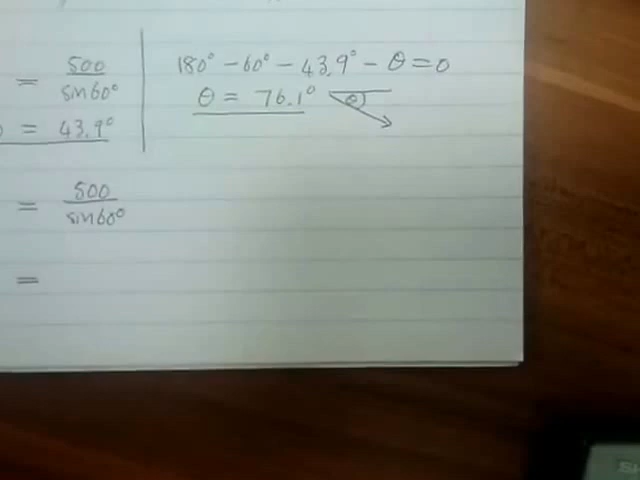 = 500 / sin60°
= 43.9°
180° - 60° - 43.9° - θ = 0
θ = 76.1° θ
= 500 / sin60°
=